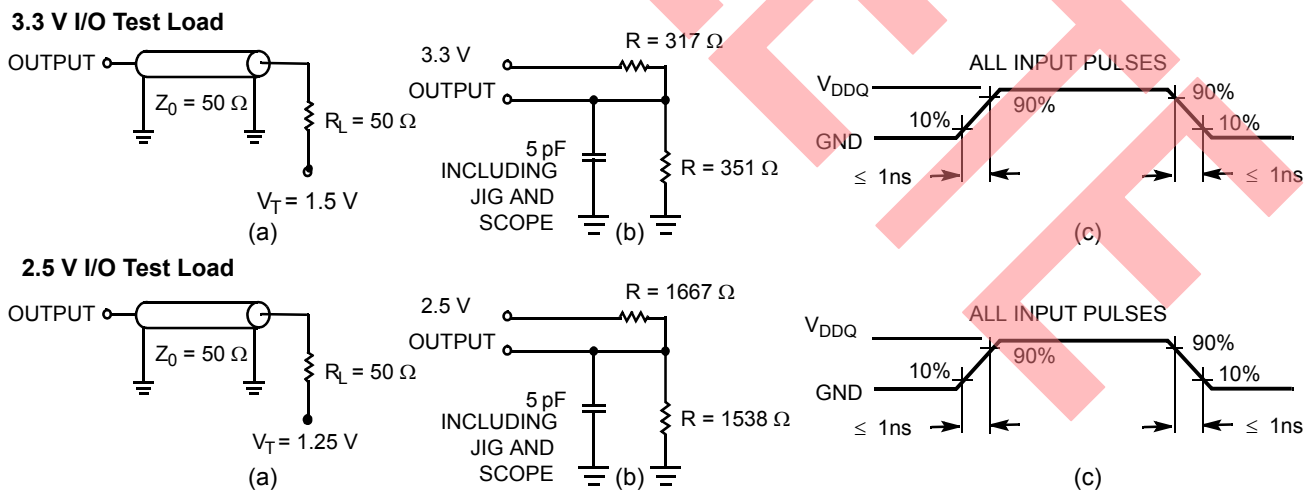 3.3 V I/O Test Load
OUTPUT
Z0 = 50 Ω
RL = 50 Ω
VT = 1.5 V
(a)
3.3 V
OUTPUT
R = 317 Ω
5 pF
INCLUDING
JIG AND
SCOPE
R = 351 Ω
(b)
ALL INPUT PULSES
VDDQ
GND
10%
90%
90%
10%
≤ 1ns
≤ 1ns
(c)
2.5 V I/O Test Load
OUTPUT
Z0 = 50 Ω
RL = 50 Ω
VT = 1.25 V
(a)
2.5 V
OUTPUT
R = 1667 Ω
5 pF
INCLUDING
JIG AND
SCOPE
R = 1538 Ω
(b)
ALL INPUT PULSES
VDDQ
GND
10%
90%
90%
10%
≤ 1ns
≤ 1ns
(c)